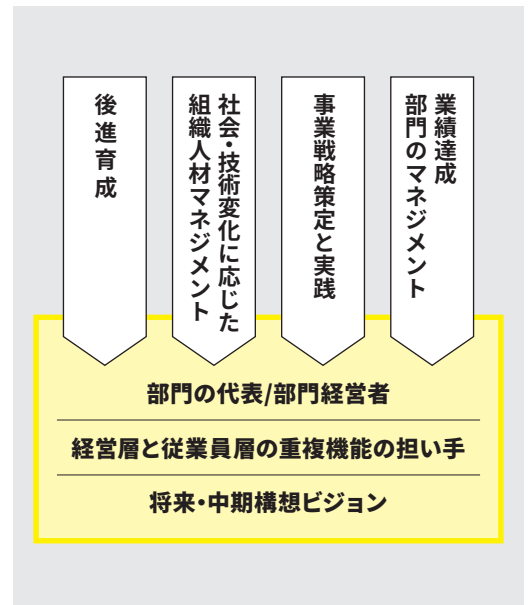 業績達成
部門のマネジメント
事業戦略策定と実践
社会・技術変化に応じた
組織人材マネジメント
後進育成
部門の代表/部門経営者
経営層と従業員層の重複機能の担い手
将来・中期構想ビジョン